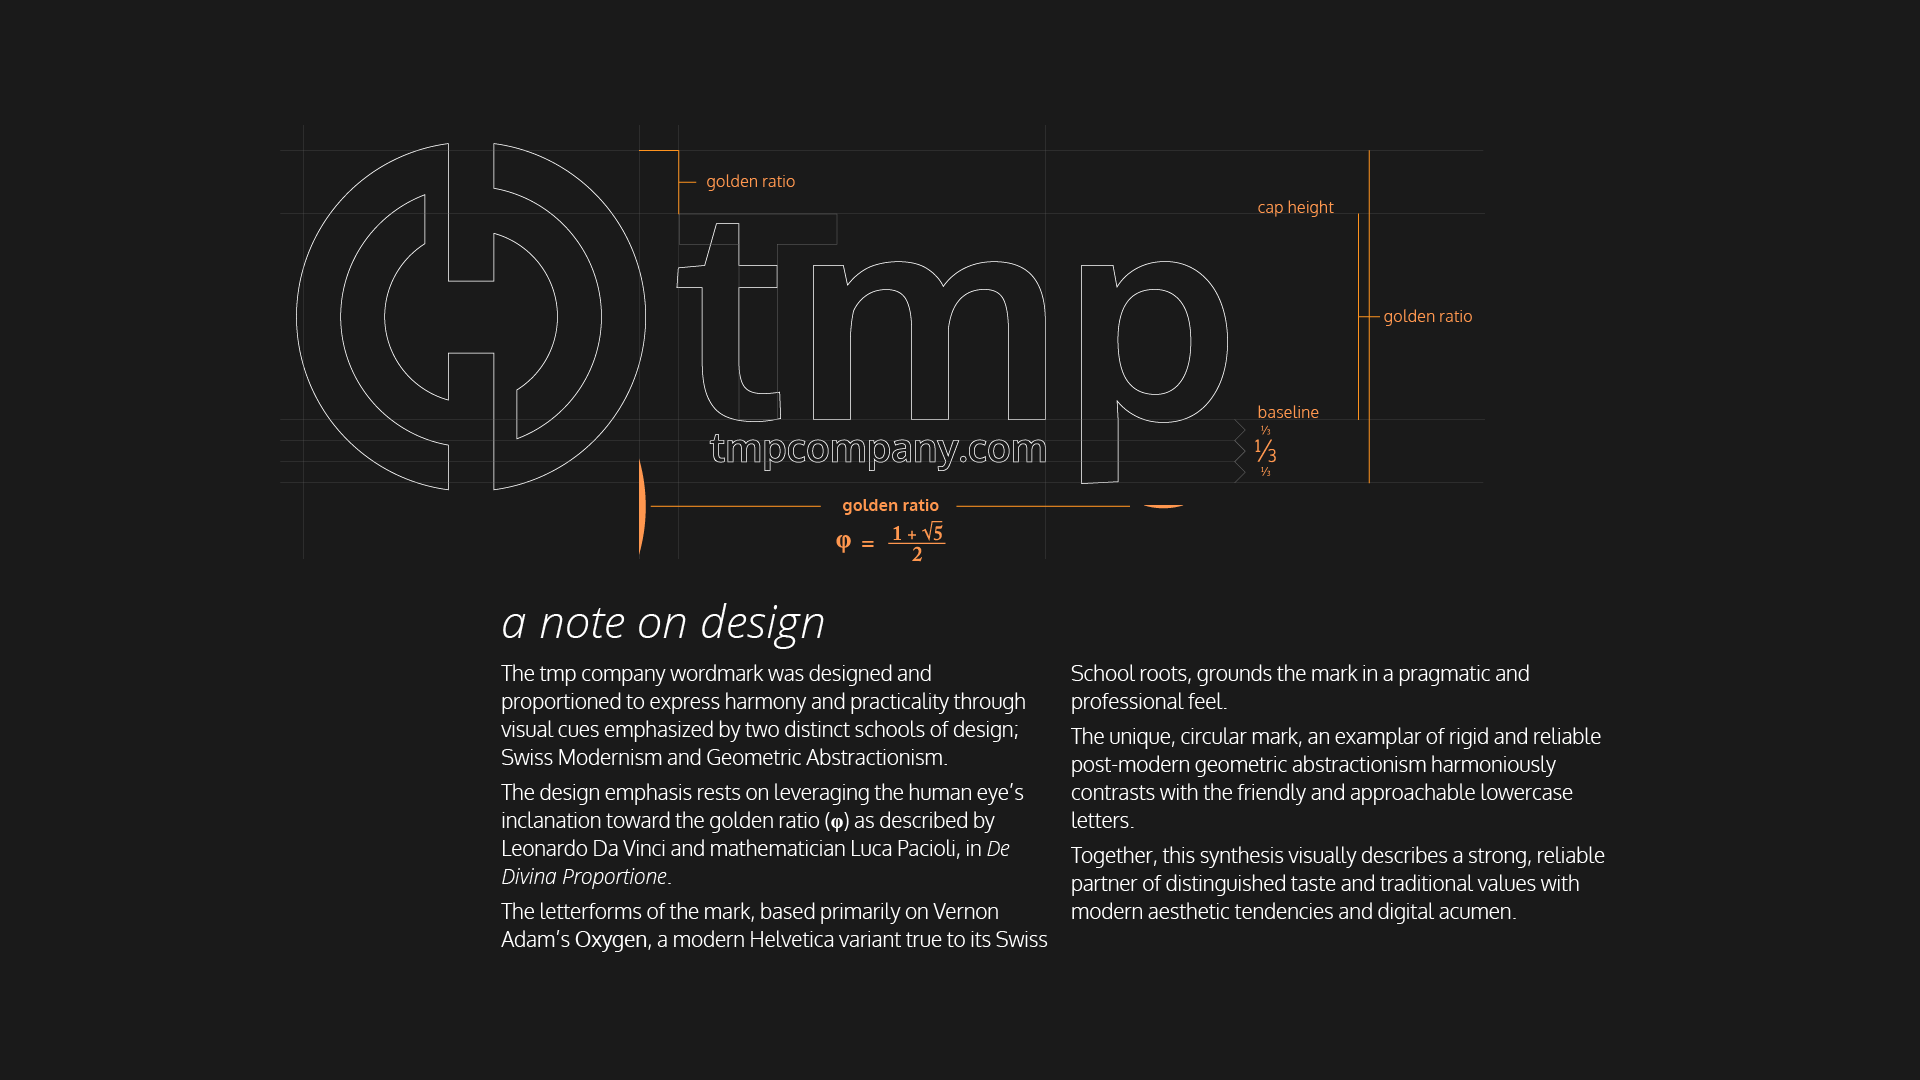 golden ratio
cap height
tmp
golden ratio
baseline
⅓
⅓
⅓
tmpcompany.com
golden ratio
φ = 1 + √5
2
a note on design
The tmp company wordmark was designed and
proportioned to express harmony and practicality through
visual cues emphasized by two distinct schools of design;
Swiss Modernism and Geometric Abstractionism.
The design emphasis rests on leveraging the human eye’s
inclanation toward the golden ratio (φ) as described by
Leonardo Da Vinci and mathematician Luca Pacioli, in De
Divina Proportione.
The letterforms of the mark, based primarily on Vernon
Adam’s Oxygen, a modern Helvetica variant true to its Swiss
School roots, grounds the mark in a pragmatic and
professional feel.
The unique, circular mark, an examplar of rigid and reliable
post-modern geometric abstractionism harmoniously
contrasts with the friendly and approachable lowercase
letters.
Together, this synthesis visually describes a strong, reliable
partner of distinguished taste and traditional values with
modern aesthetic tendencies and digital acumen.